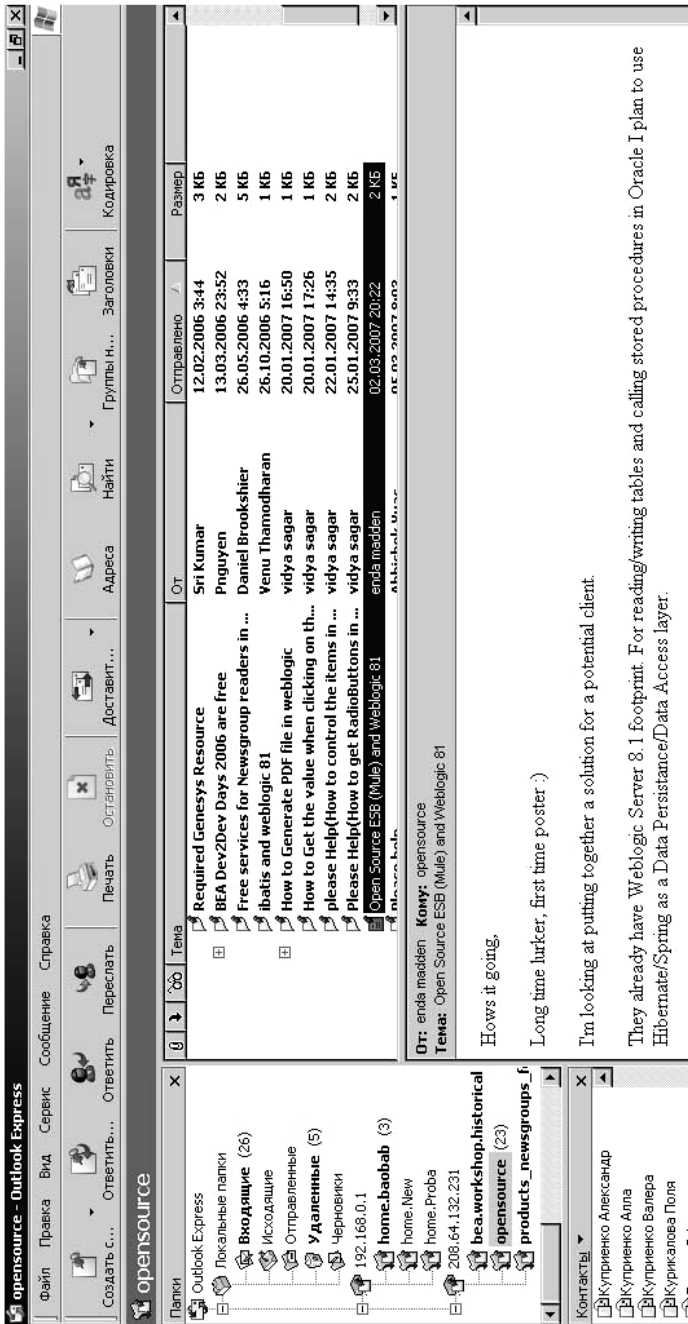 opensource - Outlook Express
Файл Правка Вид Сервис Сообщение Справка
Создать с... Ответить... Ответить Переслать Печать Остановить Доставит... Адреса Найти Группы н... Заголовки Кодировка
opensource
Папки
Outlook Express
Локальные папки
Входящие (26)
Исходящие
Отправленные
Удаленные (5)
Черновики
192.168.0.1
home.baobab (3)
home.New
home.Proba
208.64.132.231
bea.workshop.historical
opensource (23)
products_newsgroups_f
Контакты
Куприенко Александр
Куприенко Алла
Куприенко Валера
Курикалова Поля
Тема От Отправлено Размер
Required Genesys Resource Sri Kumar 12.02.2006 3:44 3 КБ
BEA Dev2Dev Days 2006 are free Pnguyen 13.03.2006 23:52 2 КБ
Free services for Newsgroup readers in ... Daniel Brookshier 26.05.2006 4:33 5 КБ
ibatis and weblogic 81 Venu Thamodharan 26.10.2006 5:16 1 КБ
How to Generate PDF file in weblogic vidya sagar 20.01.2007 16:50 1 КБ
How to Get the value when clicking on th... vidya sagar 20.01.2007 17:26 1 КБ
please Help(How to control the items in ... vidya sagar 22.01.2007 14:35 2 КБ
Please Help(How to get RadioButtons in ... vidya sagar 25.01.2007 9:33 2 КБ
Open Source ESB (Mule) and Weblogic 81 enda madden 02.03.2007 20:22 2 КБ
Please help Abhishek Vyas 05.03.2007 8:03 1 КБ
От: enda madden Кому: opensource
Тема: Open Source ESB (Mule) and Weblogic 81
Hows it going,
Long time lurker, first time poster :)
I'm looking at putting together a solution for a potential client.
They already have Weblogic Server 8.1 footprint. For reading/writing tables and calling stored procedures in Oracle I plan to use
Hibernate/Spring as a Data Persistance/Data Access layer.